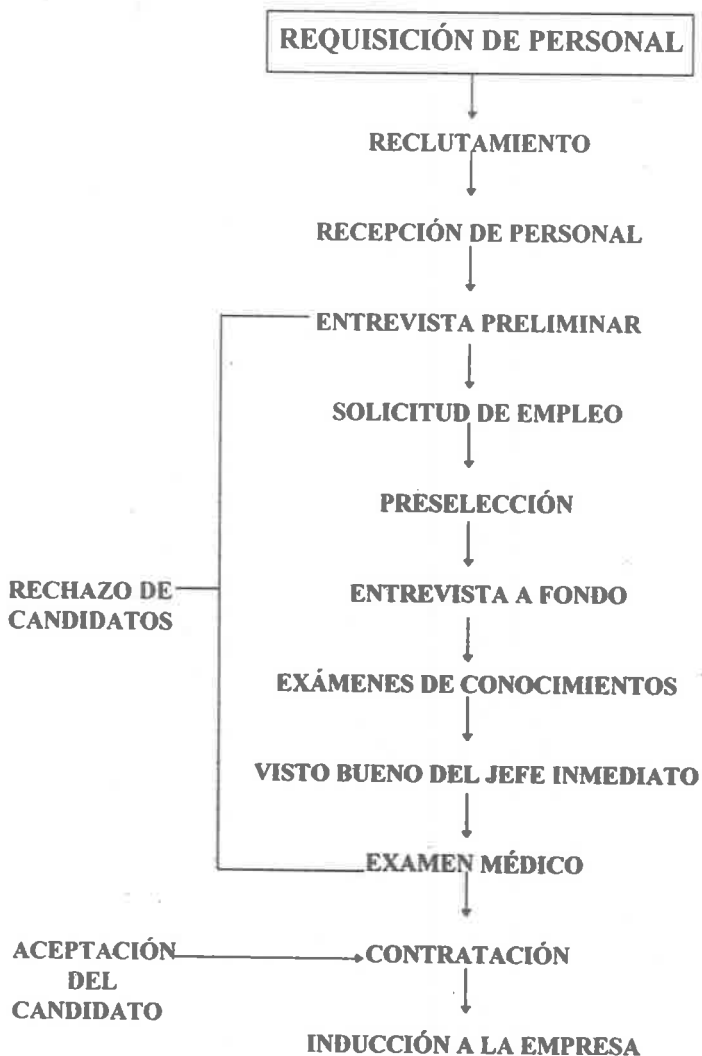 REQUISICIÓN DE PERSONAL
RECLUTAMIENTO
RECEPCIÓN DE PERSONAL
ENTREVISTA PRELIMINAR
SOLICITUD DE EMPLEO
PRESELECCIÓN
RECHAZO DE
CANDIDATOS
ENTREVISTA A FONDO
EXÁMENES DE CONOCIMIENTOS
VISTO BUENO DEL JEFE INMEDIATO
EXAMEN MÉDICO
ACEPTACIÓN
DEL
CANDIDATO
CONTRATACIÓN
INDUCCIÓN A LA EMPRESA